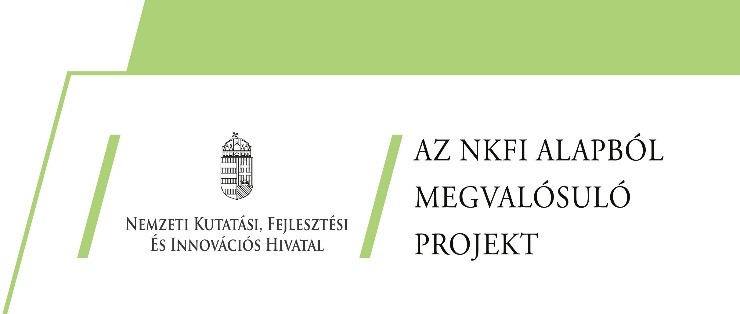 NEMZETI KUTATÁSI, FEJLESZTÉSI
ÉS INNOVÁCIÓS HIVATAL
AZ NKFI ALAPBÓL
MEGVALÓSULÓ
PROJEKT